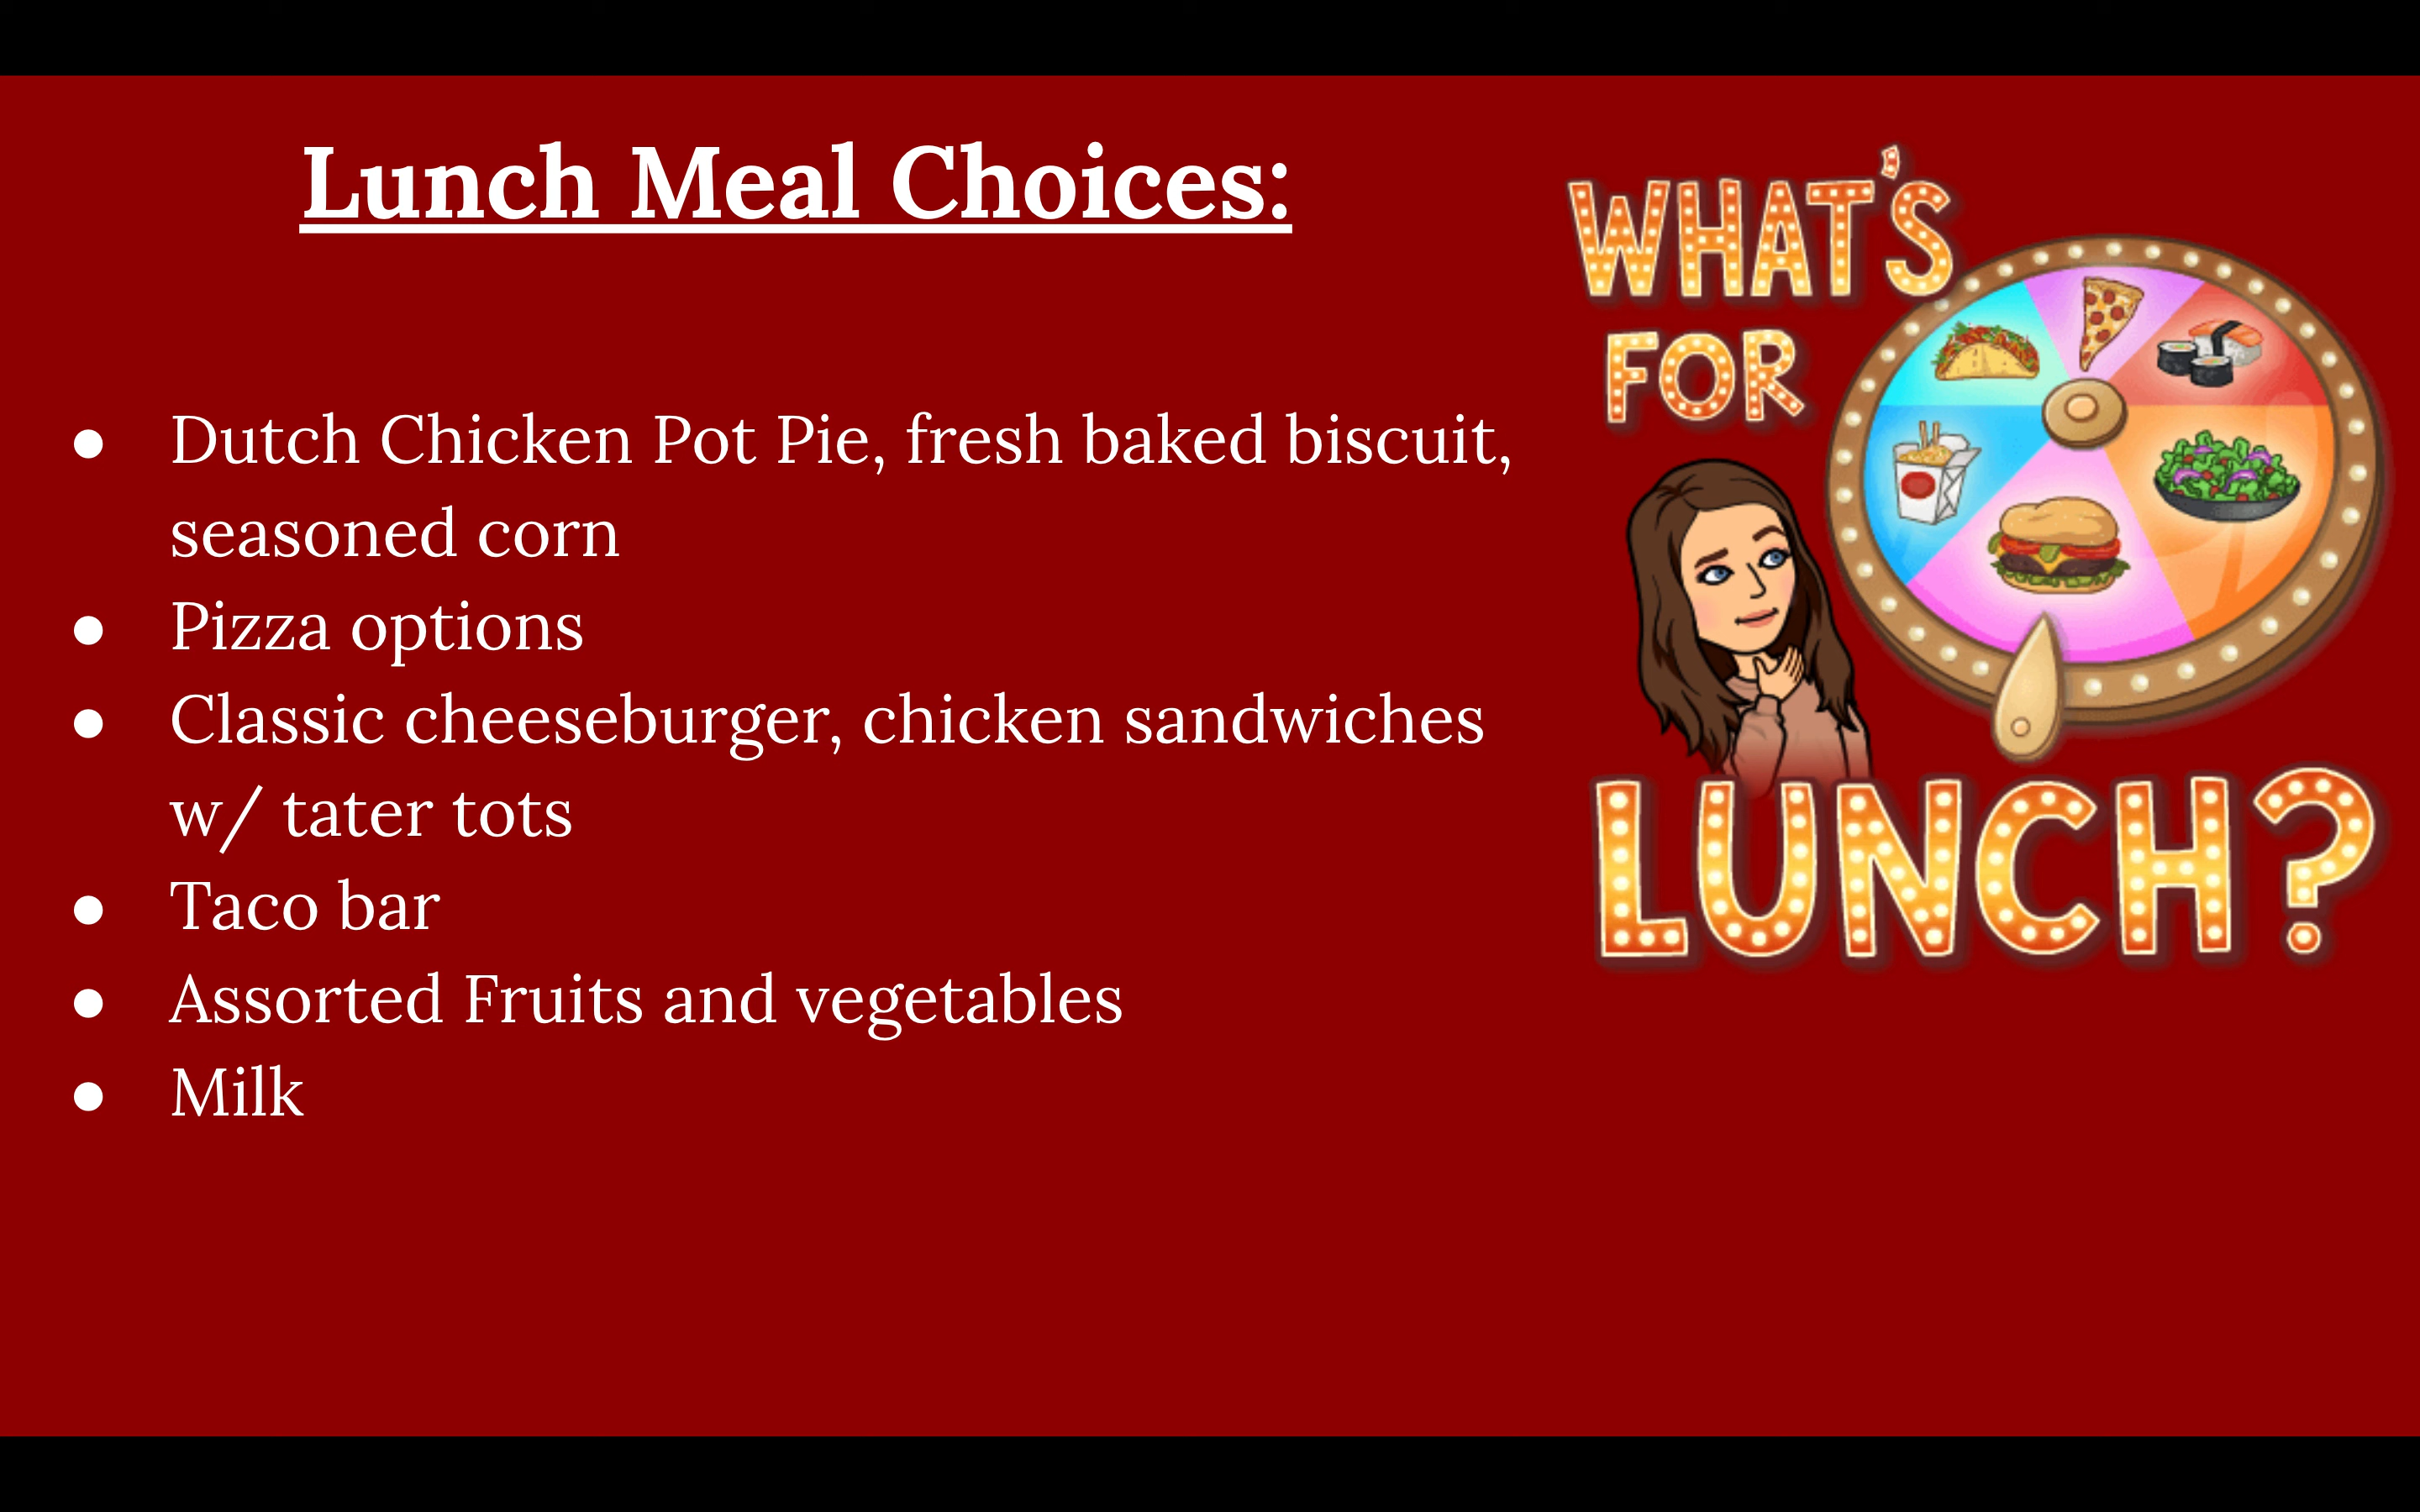 Lunch Meal Choices:
● Dutch Chicken Pot Pie, fresh baked biscuit,
seasoned corn
● Pizza options
● Classic cheeseburger, chicken sandwiches
w/ tater tots
● Taco bar
● Assorted Fruits and vegetables
● Milk
WHAT'S
FOR
LUNCH?